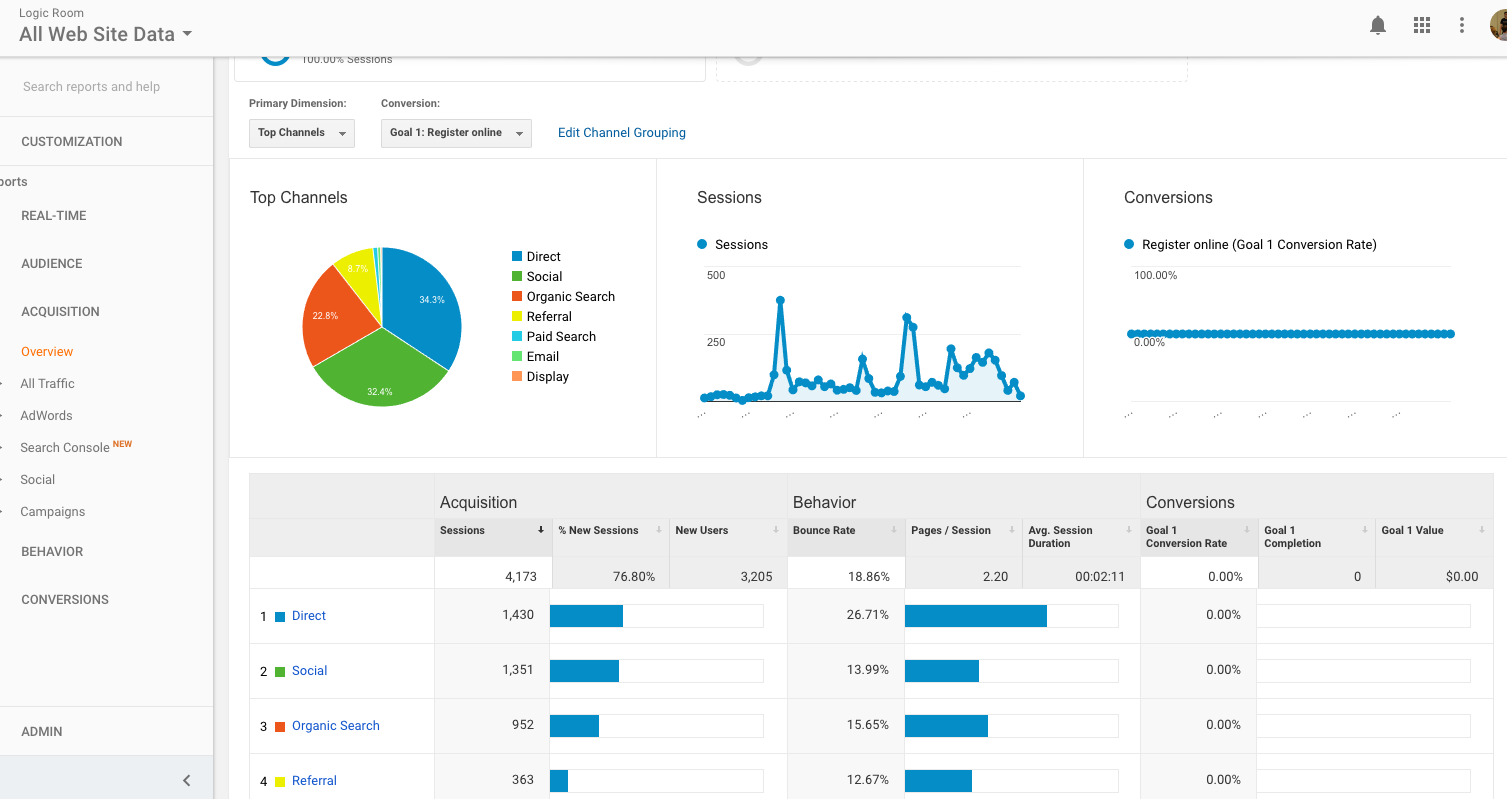 Logic Room
All Web Site Data
100.00% Sessions
Search reports and help
Primary Dimension:
Conversion:
Top Channels
Goal 1: Register online
Edit Channel Grouping
CUSTOMIZATION
ports
REAL-TIME
AUDIENCE
ACQUISITION
Overview
All Traffic
AdWords
Search Console NEW
Social
Campaigns
BEHAVIOR
CONVERSIONS
ADMIN
Top Channels
8.7%
34.3%
22.8%
32.4%
Direct
Social
Organic Search
Referral
Paid Search
Email
Display
Sessions
Sessions
500
250
Conversions
Register online (Goal 1 Conversion Rate)
100.00%
0.00%
Acquisition Behavior Conversions
Sessions % New Sessions New Users Bounce Rate Pages / Session Avg. Session Duration Goal 1 Conversion Rate Goal 1 Completion Goal 1 Value
4,173 76.80% 3,205 18.86% 2.20 00:02:11 0.00% 0 $0.00
1 Direct 1,430 26.71% 0.00%
2 Social 1,351 13.99% 0.00%
3 Organic Search 952 15.65% 0.00%
4 Referral 363 12.67% 0.00%